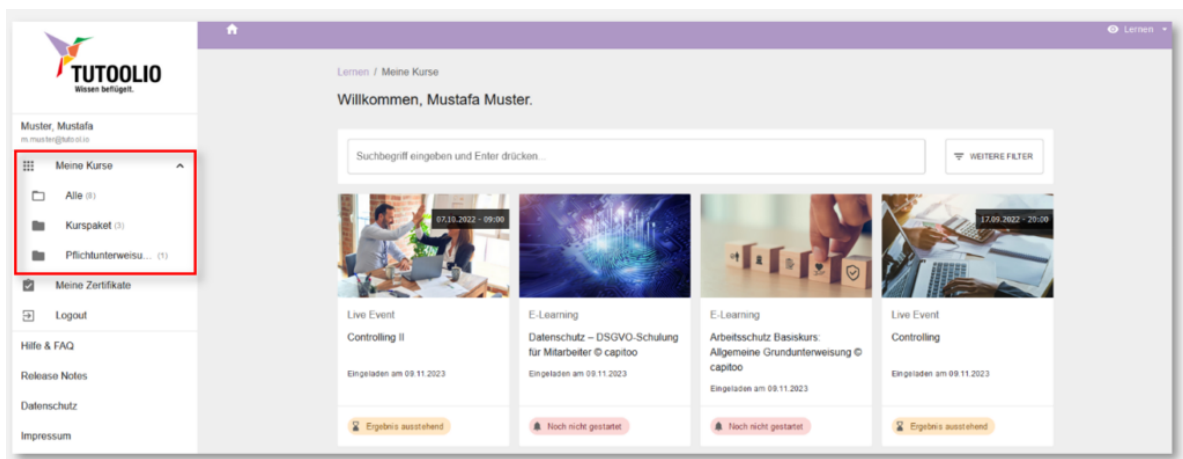 TUTOOLIO
Wissen beflügelt.
Muster, Mustafa
m.muster@tutool.io
Meine Kurse
Alle (8)
Kurspaket (3)
Pflichtunterweisu... (1)
Meine Zertifikate
Logout
Hilfe & FAQ
Release Notes
Datenschutz
Impressum
Lernen
Lernen / Meine Kurse
Willkommen, Mustafa Muster.
Suchbegriff eingeben und Enter drücken...
WEITERE FILTER
07.10.2022 - 09:00
Live Event
Controlling II
Eingeladen am 09.11.2023
Ergebnis ausstehend
E-Learning
Datenschutz – DSGVO-Schulung
für Mitarbeiter © capitoo
Eingeladen am 09.11.2023
Noch nicht gestartet
E-Learning
Arbeitsschutz Basiskurs:
Allgemeine Grundunterweisung ©
capitoo
Eingeladen am 09.11.2023
Noch nicht gestartet
17.09.2022 - 20:00
Live Event
Controlling
Eingeladen am 09.11.2023
Ergebnis ausstehend